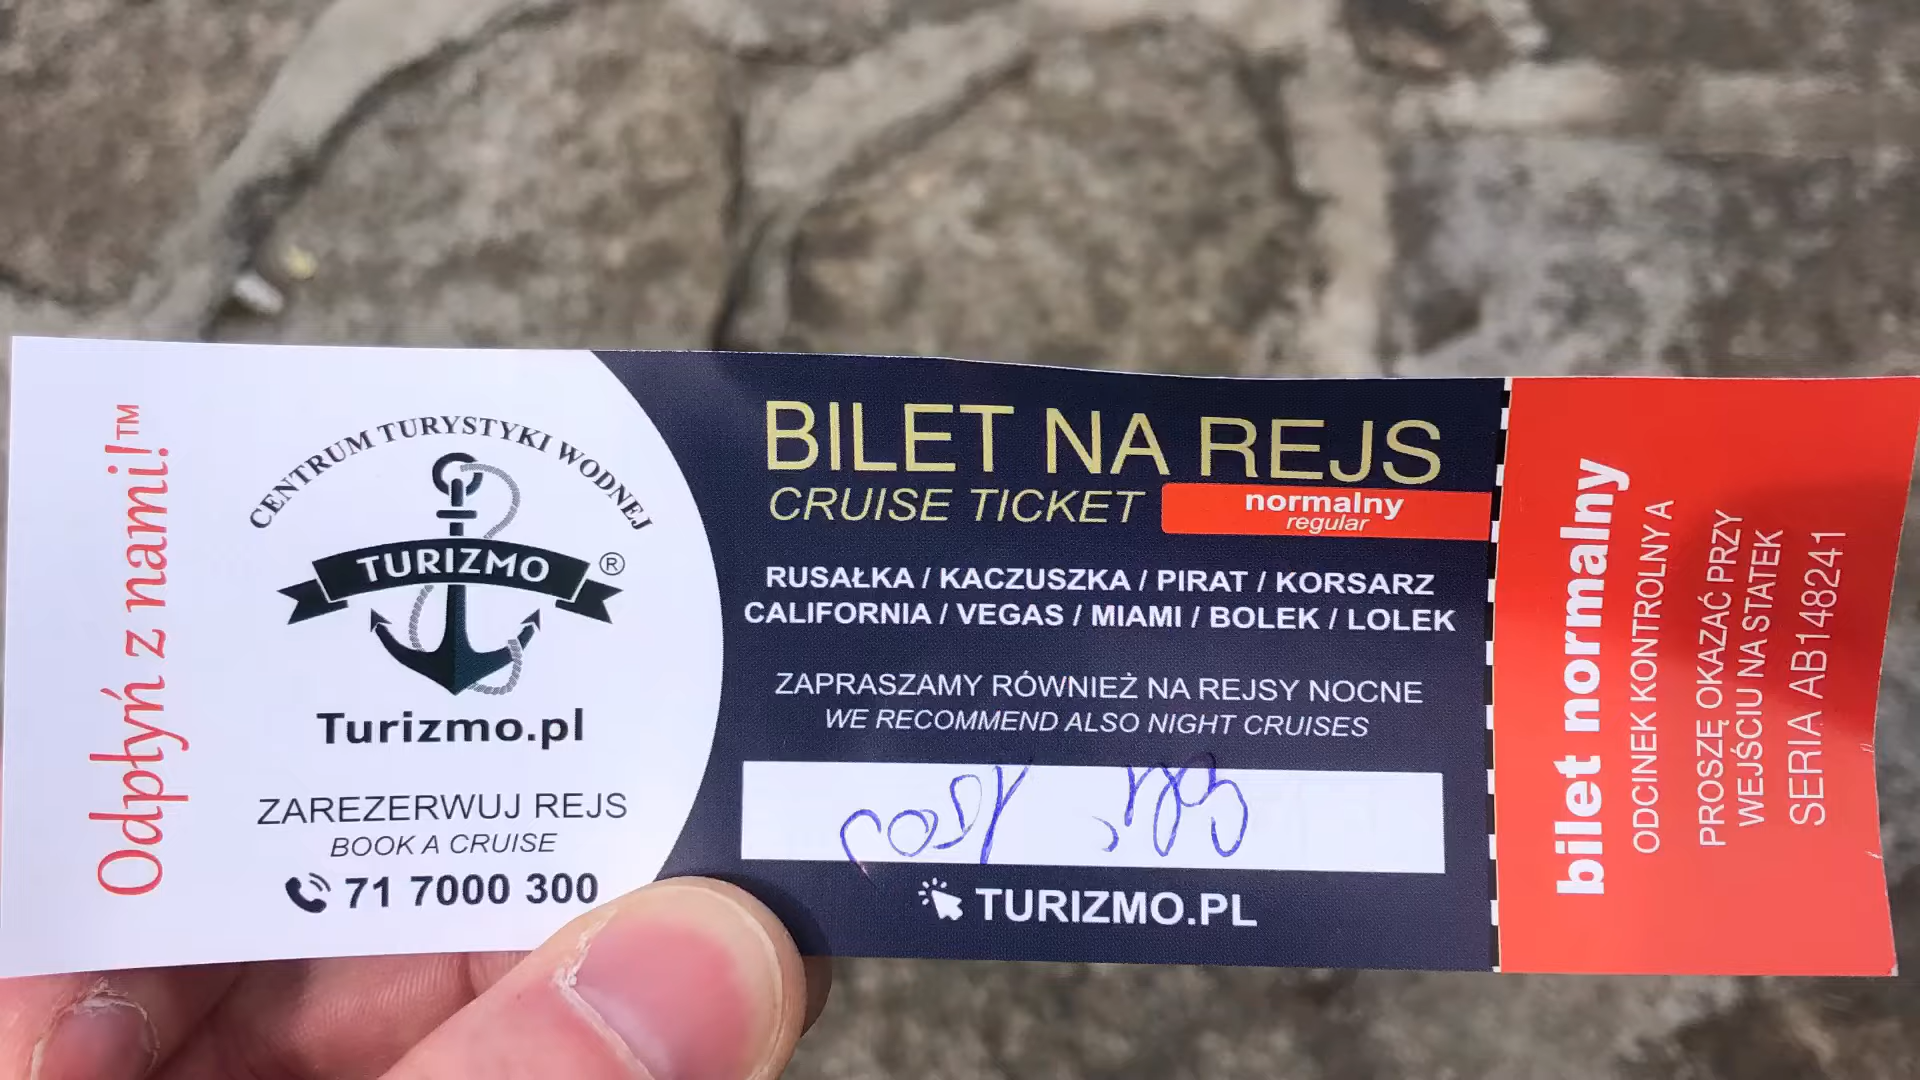 Odpłyń z nami!™
CENTRUM TURYSTYKI WODNEJ
TURIZMO ®
Turizmo.pl
ZAREZERWUJ REJS
BOOK A CRUISE
71 7000 300
BILET NA REJS
CRUISE TICKET
normalny
regular
RUSAŁKA / KACZUSZKA / PIRAT / KORSARZ
CALIFORNIA / VEGAS / MIAMI / BOLEK / LOLEK
ZAPRASZAMY RÓWNIEŻ NA REJSY NOCNE
WE RECOMMEND ALSO NIGHT CRUISES
TURIZMO.PL
bilet normalny
ODCINEK KONTROLNY A
PROSZĘ OKAZAĆ PRZY
WEJŚCIU NA STATEK
SERIA AB148241